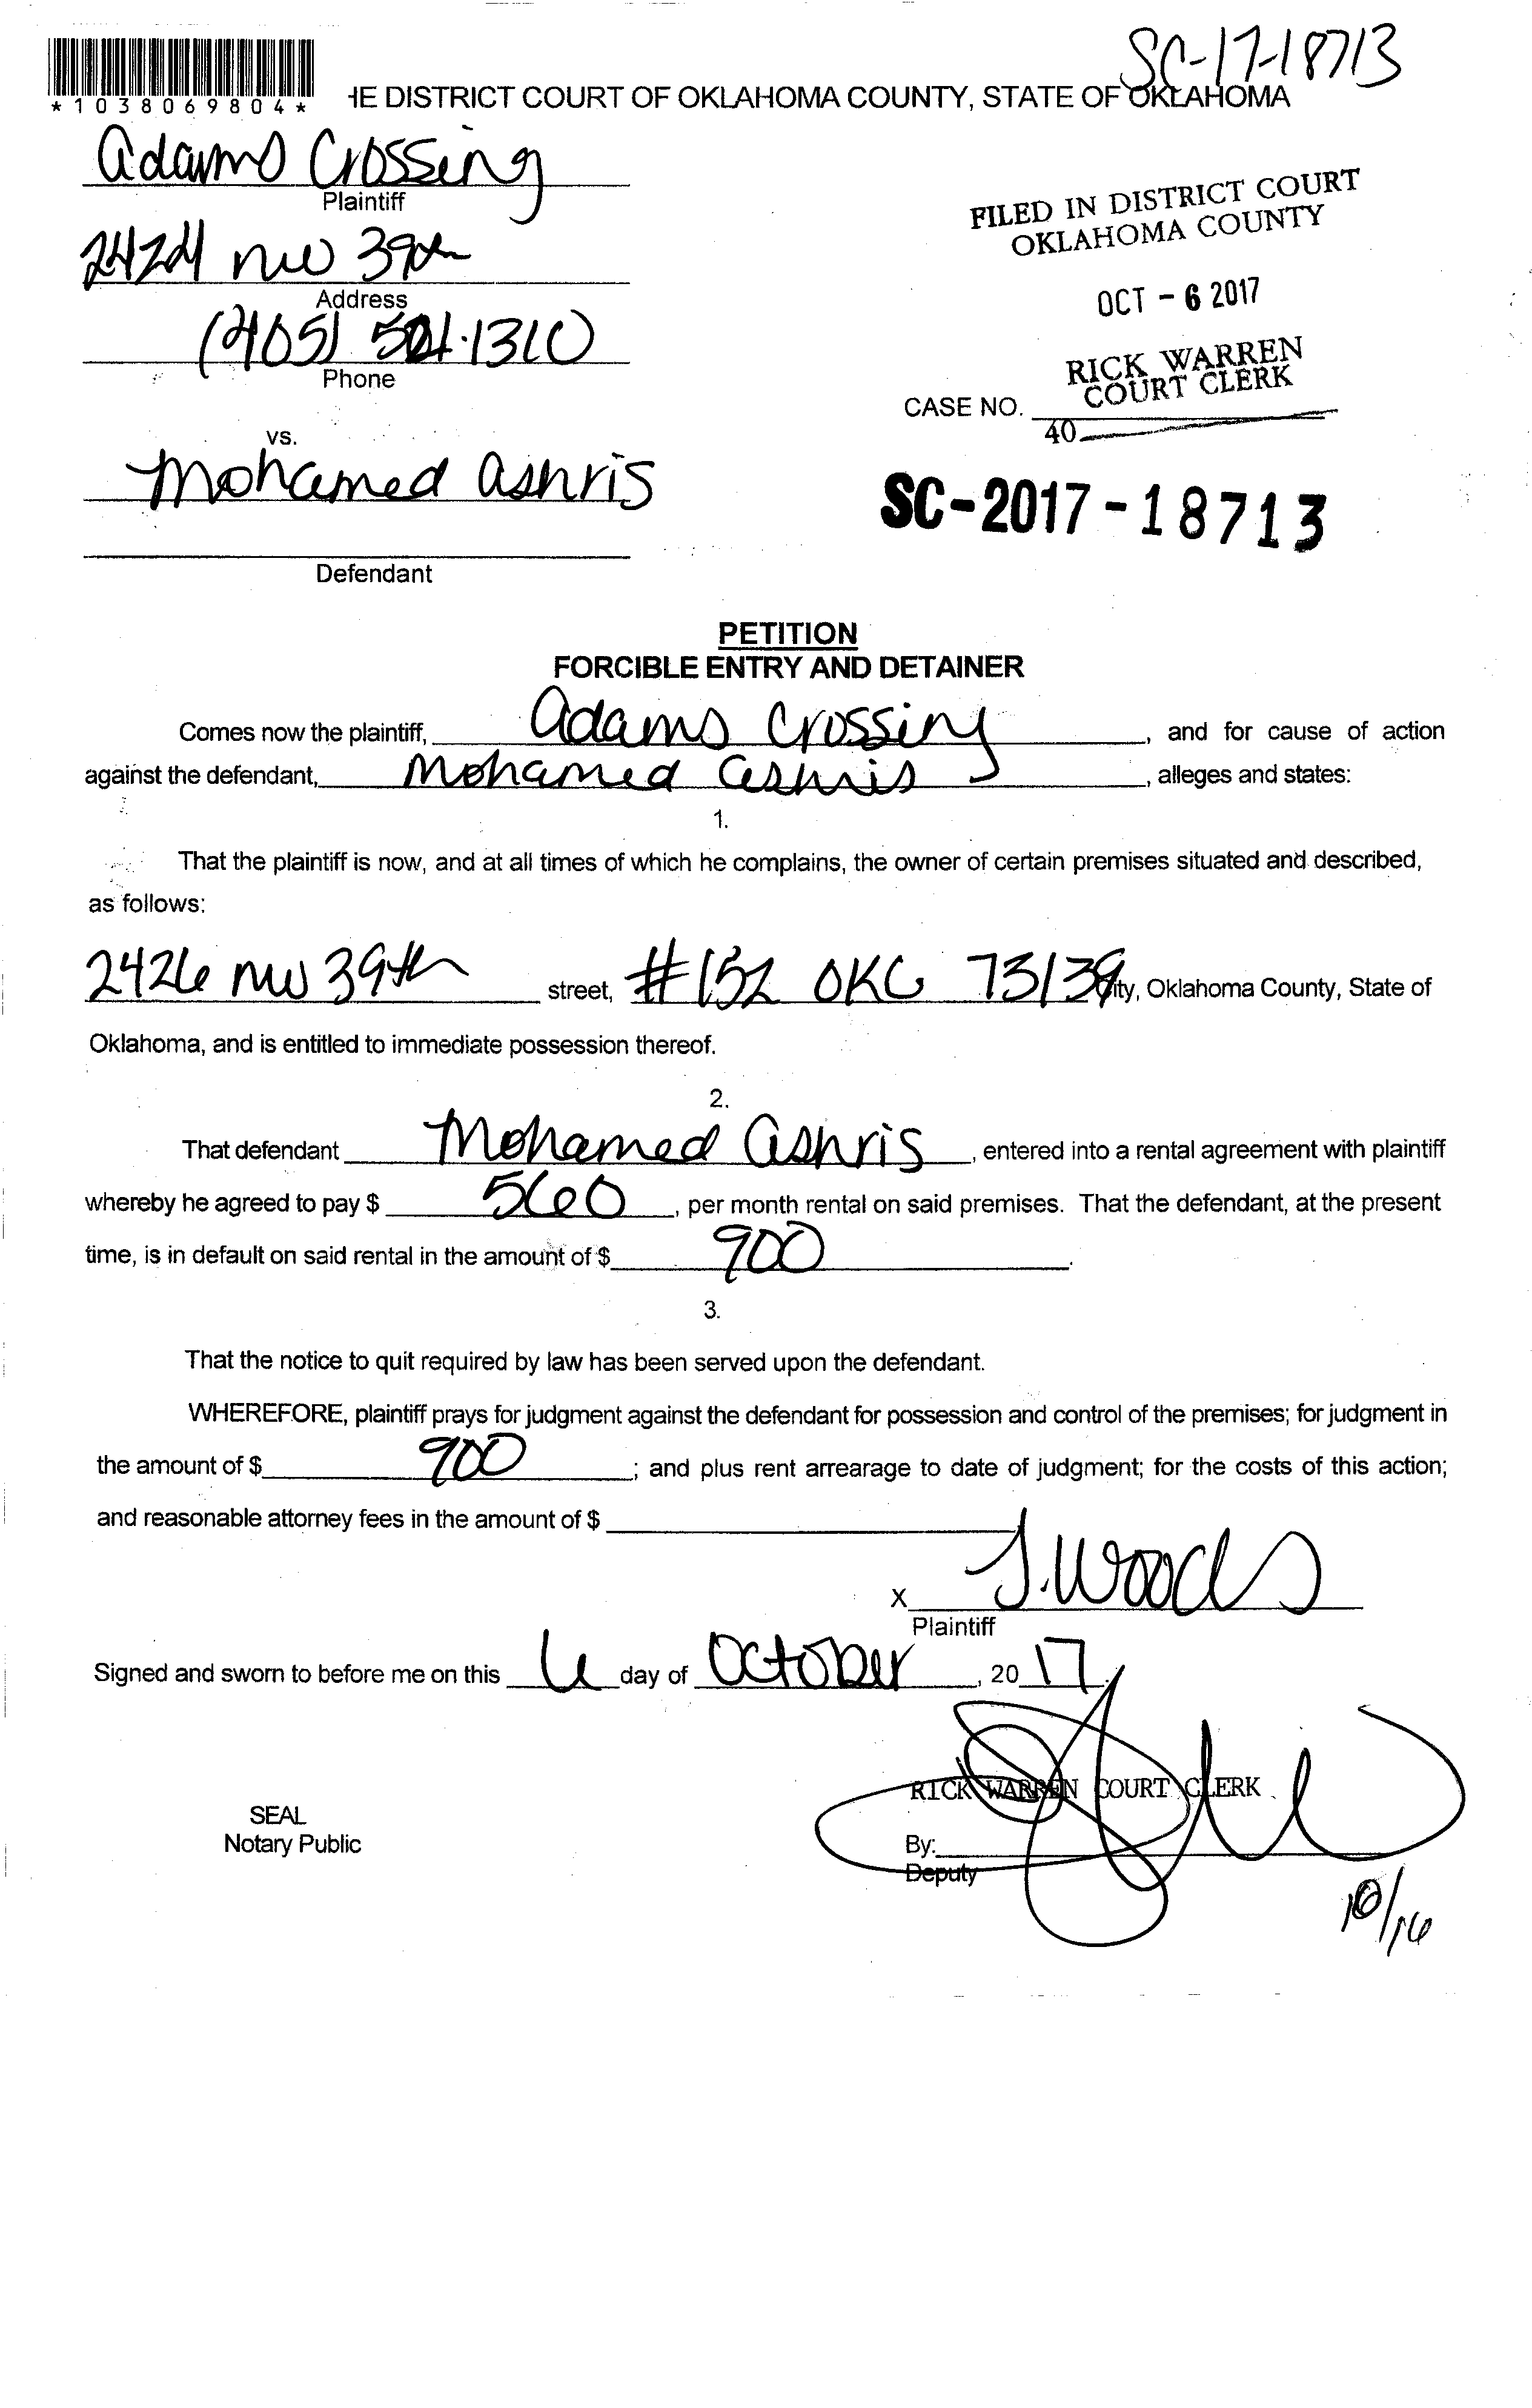 SC-17-18713
*1038069804*
HE DISTRICT COURT OF OKLAHOMA COUNTY, STATE OF OKLAHOMA
Adams Crossing
Plaintiff
2424 nw 39th
Address
(405) 1310
Phone
FILED IN DISTRICT COURT
OKLAHOMA COUNTY
OCT - 6 2017
RICK WARREN
COURT CLERK
CASE NO.
40
vs.
Mohamed ashris
SC-2017-18713
Defendant
PETITION
FORCIBLE ENTRY AND DETAINER
Comes now the plaintiff, Adams Crossing, and for cause of action
against the defendant, Mohamed ashris, alleges and states:
1.
That the plaintiff is now, and at all times of which he complains, the owner of certain premises situated and described,
as follows:
2426 nw 39th street, #152 OKC 73139 City, Oklahoma County, State of
Oklahoma, and is entitled to immediate possession thereof.
2.
That defendant Mohamed ashris, entered into a rental agreement with plaintiff
whereby he agreed to pay $ 560, per month rental on said premises. That the defendant, at the present
time, is in default on said rental in the amount of $ 900.
3.
That the notice to quit required by law has been served upon the defendant.
WHEREFORE, plaintiff prays for judgment against the defendant for possession and control of the premises; for judgment in
the amount of $ 900; and plus rent arrearage to date of judgment; for the costs of this action;
and reasonable attorney fees in the amount of $
X J. Woods
Plaintiff
Signed and sworn to before me on this 6 day of October, 2017.
RICK WARREN COURT CLERK
SEAL
Notary Public
By:
Deputy
10/16